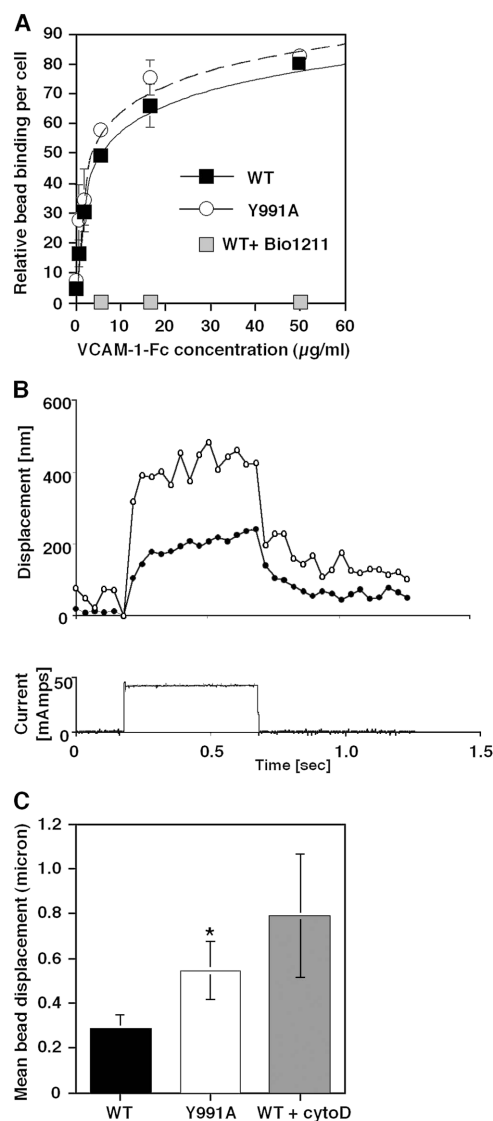 A
Relative bead binding per cell
90
80
70
60
50
40
30
20
10
0
WT
Y991A
WT+ Bio1211
0 10 20 30 40 50 60
VCAM-1-Fc concentration (µg/ml)
B
Displacement [nm]
600
400
200
0
Current [mAmps]
50
0
0 0.5 1.0 1.5
Time [sec]
C
Mean bead displacement (micron)
1.2
1.0
0.8
0.6
0.4
0.2
0
*
WT Y991A WT + cytoD